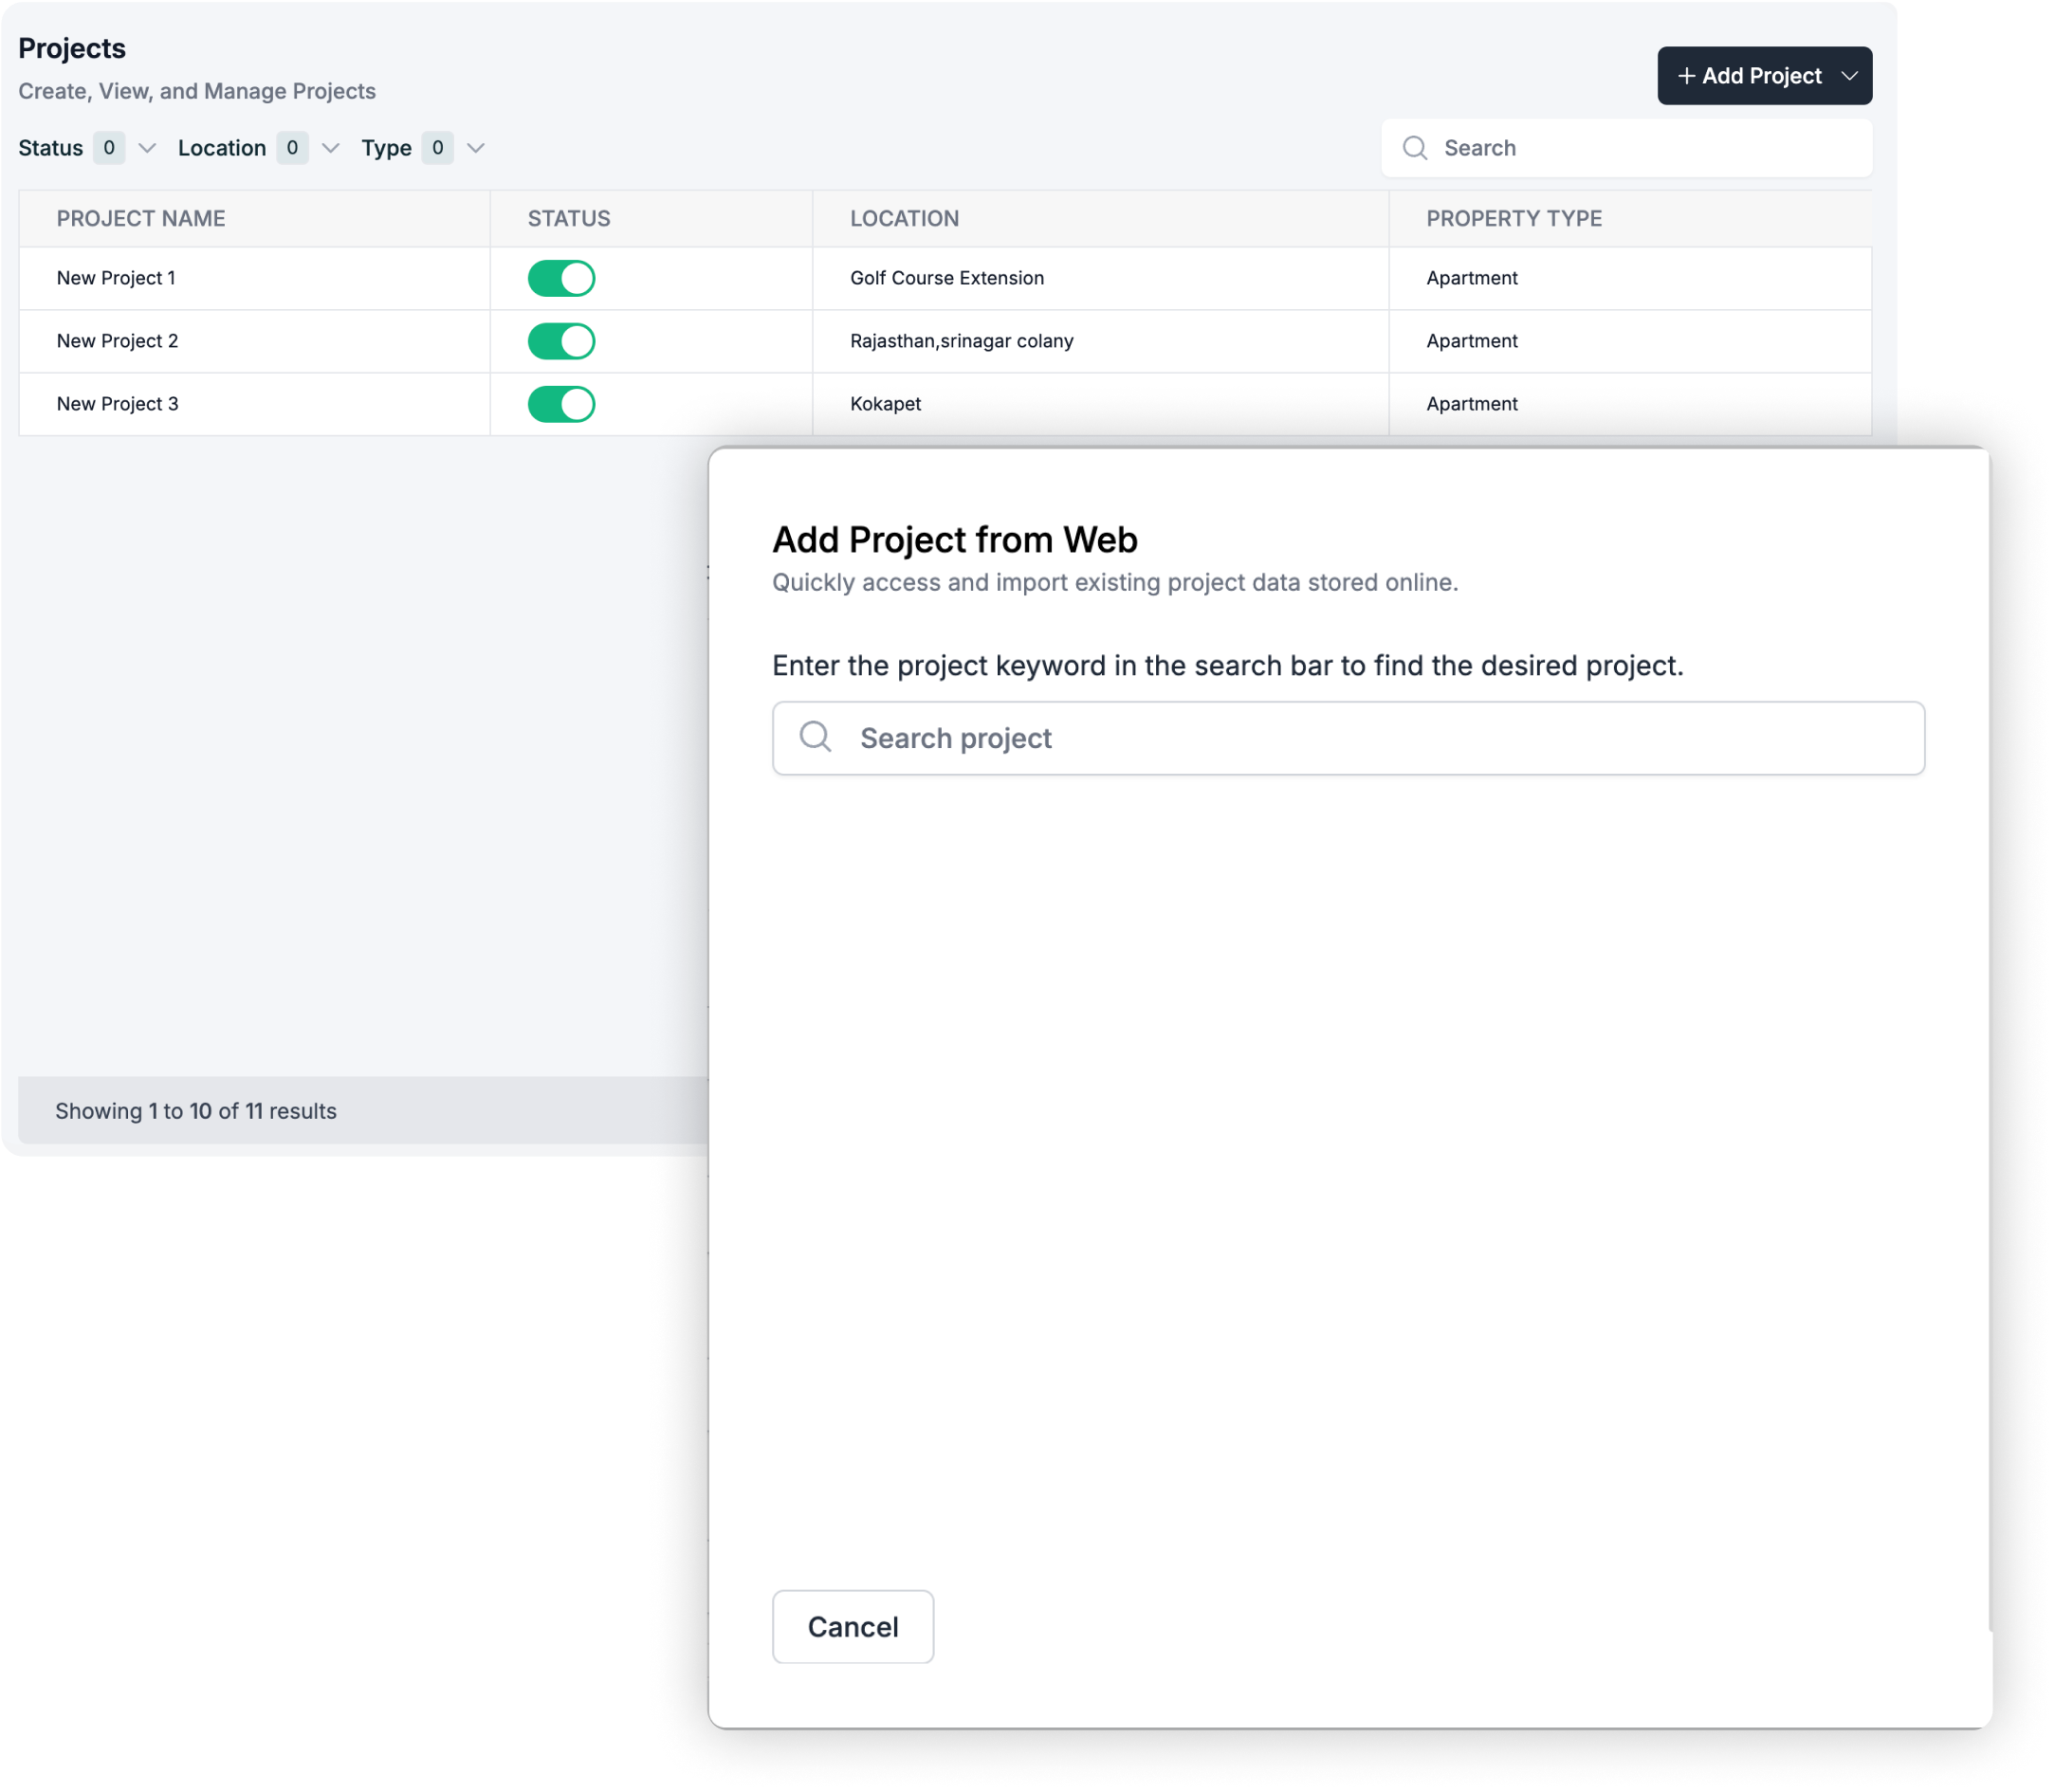 Projects
Create, View, and Manage Projects
+ Add Project
Status 0 Location 0 Type 0
Search
PROJECT NAME STATUS LOCATION PROPERTY TYPE
New Project 1 Golf Course Extension Apartment
New Project 2 Rajasthan,srinagar colany Apartment
New Project 3 Kokapet Apartment
Add Project from Web
Quickly access and import existing project data stored online.
Enter the project keyword in the search bar to find the desired project.
Search project
Showing 1 to 10 of 11 results
Cancel